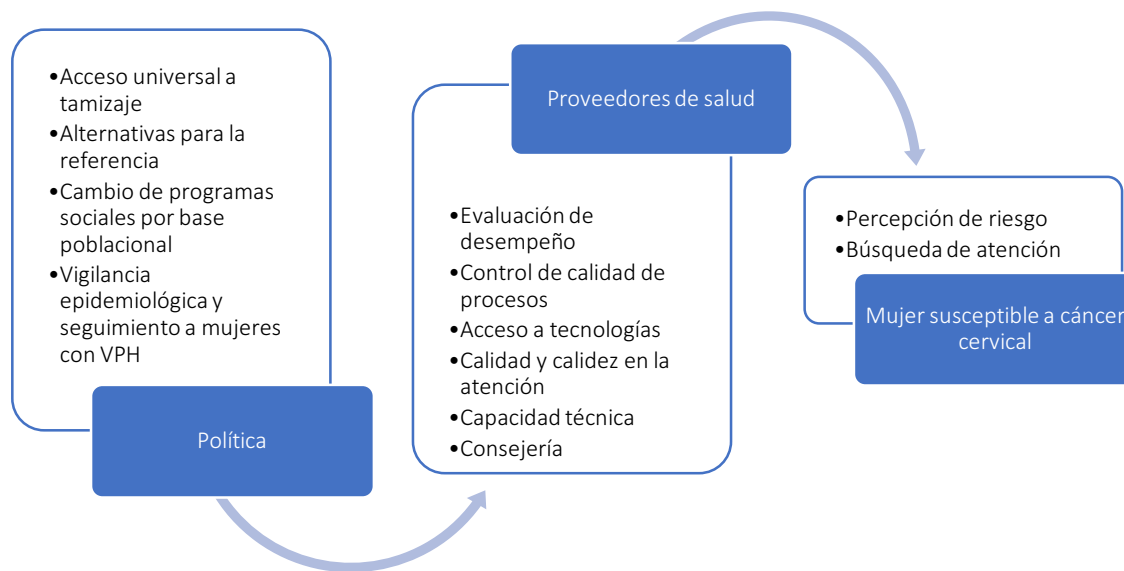 •Acceso universal a
tamizaje
•Alternativas para la
referencia
•Cambio de programas
sociales por base
poblacional
•Vigilancia
epidemiológica y
seguimiento a mujeres
con VPH
Política
Proveedores de salud
•Evaluación de
desempeño
•Control de calidad de
procesos
•Acceso a tecnologías
•Calidad y calidez en la
atención
•Capacidad técnica
•Consejería
•Percepción de riesgo
•Búsqueda de atención
Mujer susceptible a cáncer
cervical